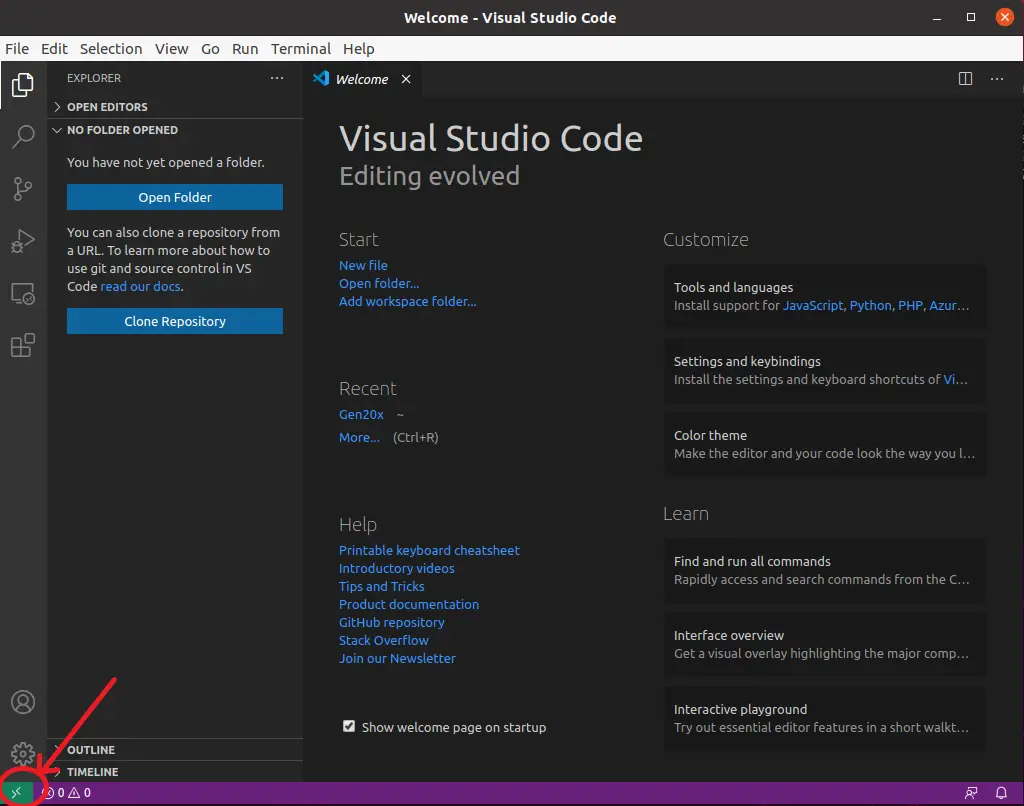 Welcome - Visual Studio Code
File Edit Selection View Go Run Terminal Help
EXPLORER
OPEN EDITORS
NO FOLDER OPENED
You have not yet opened a folder.
Open Folder
You can also clone a repository from
a URL. To learn more about how to
use git and source control in VS
Code read our docs.
Clone Repository
OUTLINE
TIMELINE
Welcome
Visual Studio Code
Editing evolved
Start
New file
Open folder...
Add workspace folder...
Recent
Gen20x ~
More... (Ctrl+R)
Help
Printable keyboard cheatsheet
Introductory videos
Tips and Tricks
Product documentation
GitHub repository
Stack Overflow
Join our Newsletter
Show welcome page on startup
Customize
Tools and languages
Install support for JavaScript, Python, PHP, Azur...
Settings and keybindings
Install the settings and keyboard shortcuts of Vi...
Color theme
Make the editor and your code look the way you l...
Learn
Find and run all commands
Rapidly access and search commands from the C...
Interface overview
Get a visual overlay highlighting the major comp...
Interactive playground
Try out essential editor features in a short walkt...
0 0